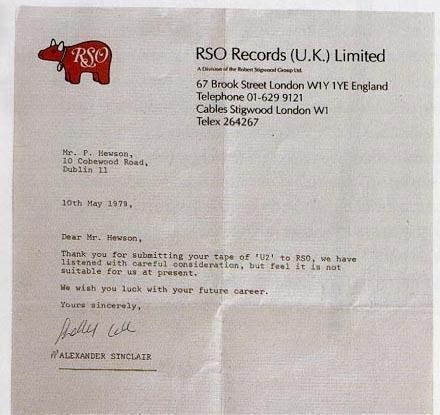 RSO
RSO Records (U.K.) Limited
A Division of the Robert Stigwood Group Ltd.
67 Brook Street London W1Y 1YE England
Telephone 01-629 9121
Cables Stigwood London W1
Telex 264267
Mr. P. Hewson,
10 Cobewood Road,
Dublin 11
10th May 1979,
Dear Mr. Hewson,
Thank you for submitting your tape of 'U2' to RSO, we have
listened with careful consideration, but feel it is not
suitable for us at present.
We wish you luck with your future career.
Yours sincerely,
ALEXANDER SINCLAIR